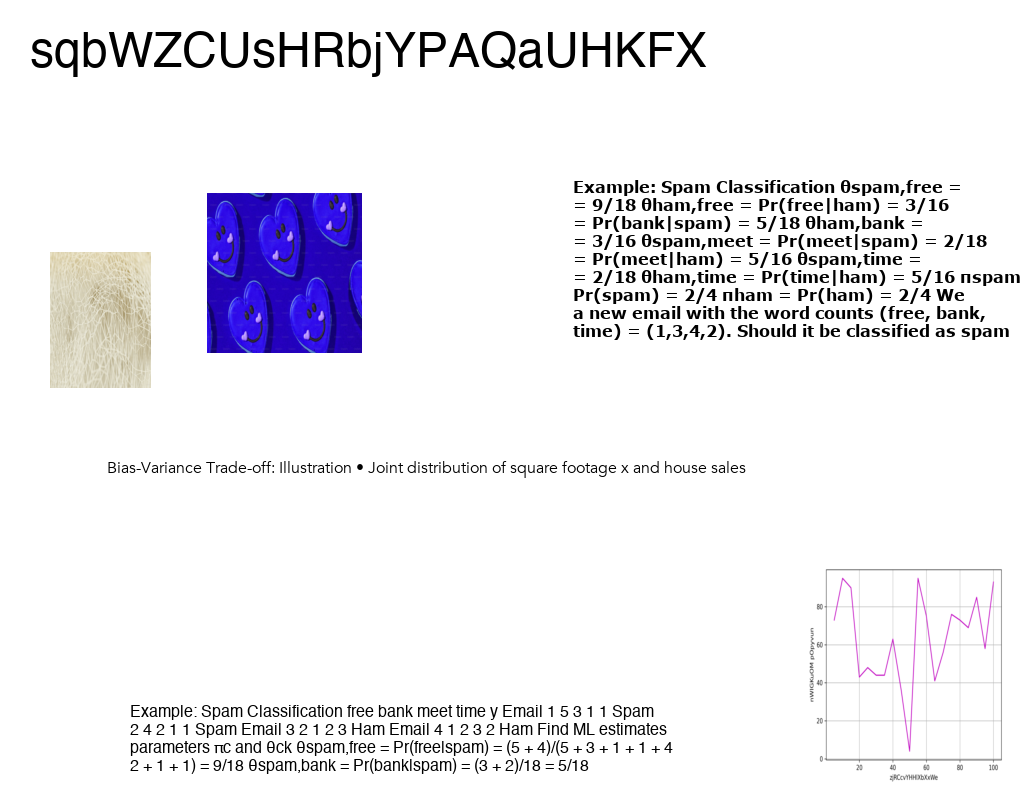 sqbWZCUsHRbjYPAQaUHKFX
Example: Spam Classification θspam,free =
= 9/18 θham,free = Pr(free|ham) = 3/16
= Pr(bank|spam) = 5/18 θham,bank =
= 3/16 θspam,meet = Pr(meet|spam) = 2/18
= Pr(meet|ham) = 5/16 θspam,time =
= 2/18 θham,time = Pr(time|ham) = 5/16 πspam
Pr(spam) = 2/4 πham = Pr(ham) = 2/4 We
a new email with the word counts (free, bank,
time) = (1,3,4,2). Should it be classified as spam
Bias-Variance Trade-off: Illustration • Joint distribution of square footage x and house sales
Example: Spam Classification free bank meet time y Email 1 5 3 1 1 Spam
2 4 2 1 1 Spam Email 3 2 1 2 3 Ham Email 4 1 2 3 2 Ham Find ML estimates
parameters πc and θck θspam,free = Pr(free|spam) = (5 + 4)/(5 + 3 + 1 + 1 + 4
2 + 1 + 1) = 9/18 θspam,bank = Pr(bank|spam) = (3 + 2)/18 = 5/18
80
60
40
20
0
20 40 60 80 100